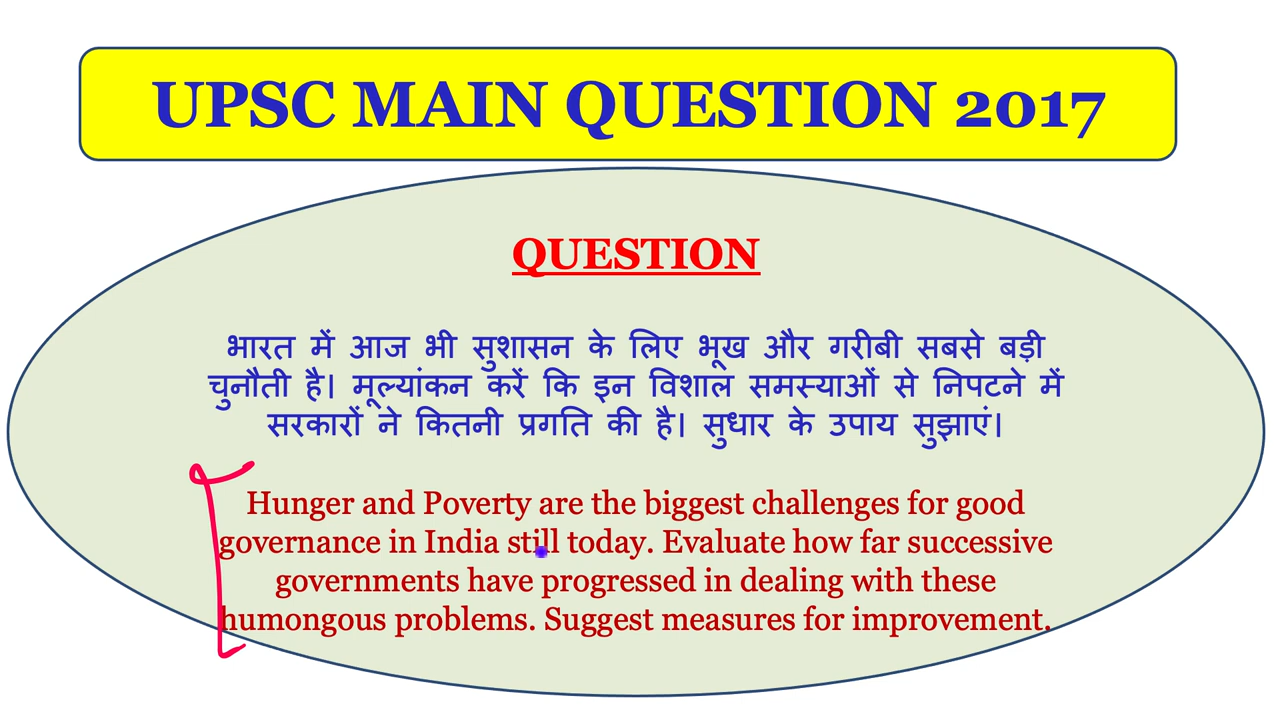 UPSC MAIN QUESTION 2017
QUESTION
भारत में आज भी सुशासन के लिए भूख और गरीबी सबसे बड़ी
चुनौती है। मूल्यांकन करें कि इन विशाल समस्याओं से निपटने में
सरकारों ने कितनी प्रगति की है। सुधार के उपाय सुझाएं।
Hunger and Poverty are the biggest challenges for good
governance in India still today. Evaluate how far successive
governments have progressed in dealing with these
humongous problems. Suggest measures for improvement.